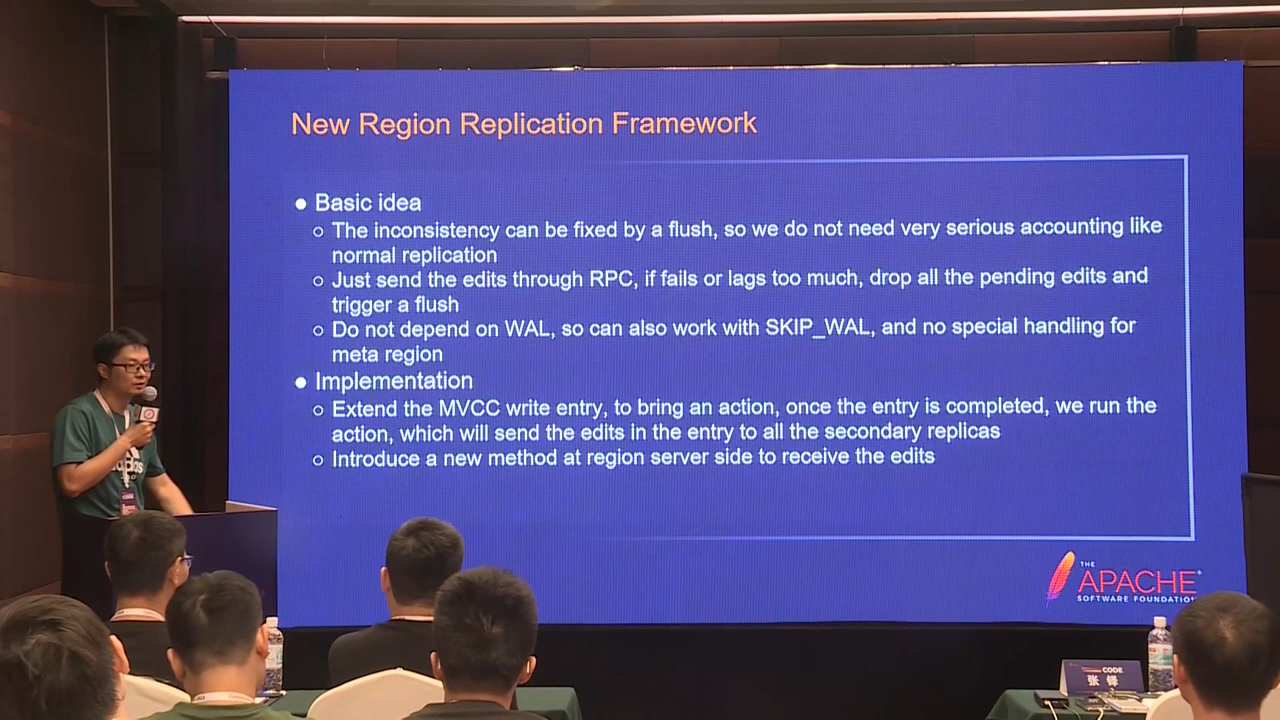 New Region Replication Framework
● Basic idea
○ The inconsistency can be fixed by a flush, so we do not need very serious accounting like
normal replication
○ Just send the edits through RPC, if fails or lags too much, drop all the pending edits and
trigger a flush
○ Do not depend on WAL, so can also work with SKIP_WAL, and no special handling for
meta region
● Implementation
○ Extend the MVCC write entry, to bring an action, once the entry is completed, we run the
action, which will send the edits in the entry to all the secondary replicas
○ Introduce a new method at region server side to receive the edits
THE
APACHE
SOFTWARE FOUNDATION
adidas
CODE
张铎